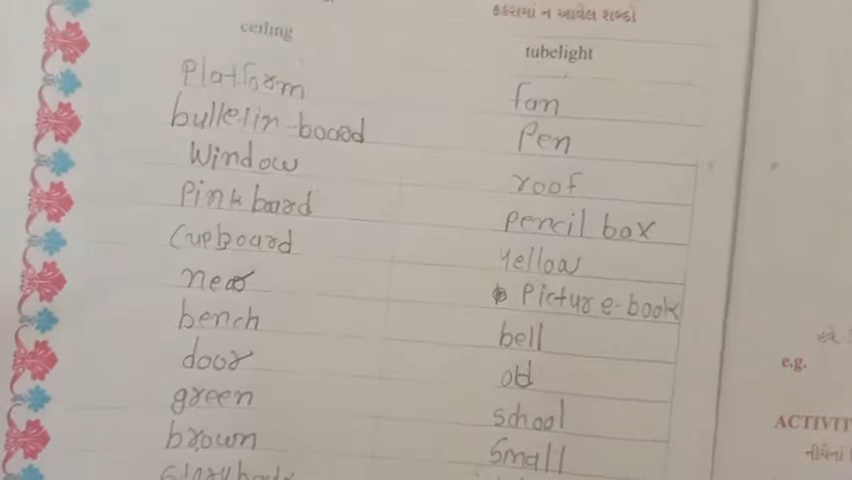 કકરામાં ન આવેલ શબ્દો
ceiling tubelight
Platform fan
bulletin-board Pen
Window roof
Pink board pencil box
Cupboard yellow
near Picture-book
bench bell
door old
green school
brown Small
e.g.
ACTIVIT